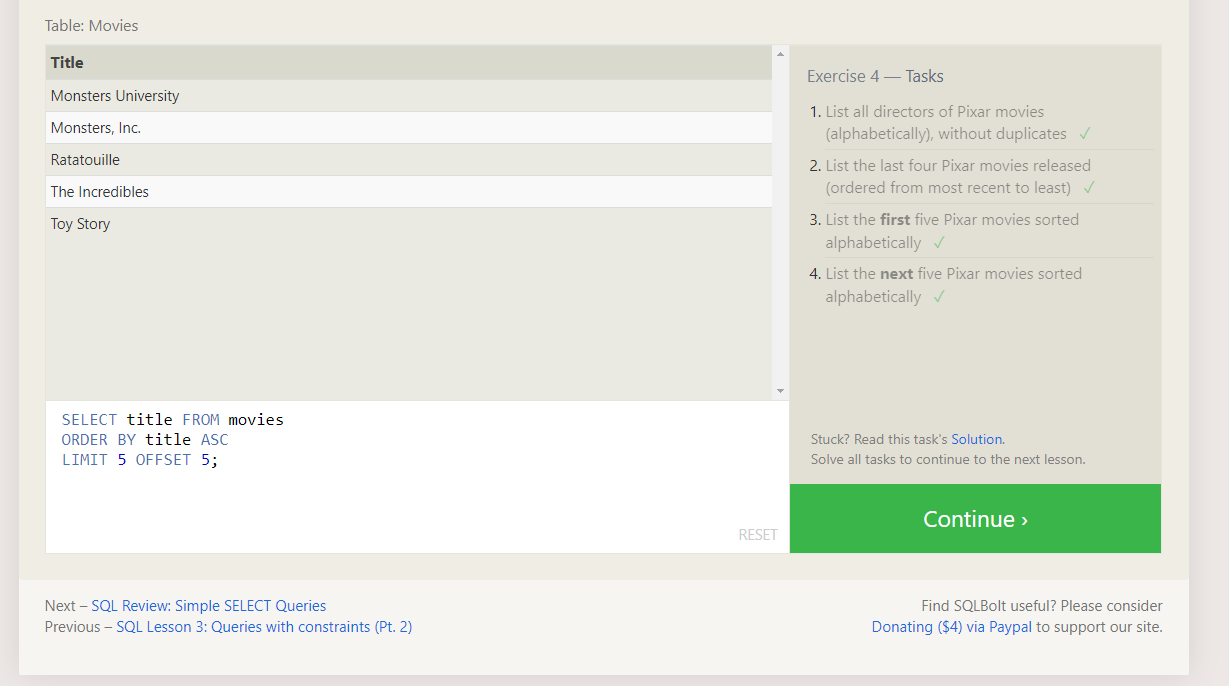 Table: Movies
Title
Monsters University
Monsters, Inc.
Ratatouille
The Incredibles
Toy Story
SELECT title FROM movies
ORDER BY title ASC
LIMIT 5 OFFSET 5;
RESET
Exercise 4 — Tasks
1. List all directors of Pixar movies
(alphabetically), without duplicates ✓
2. List the last four Pixar movies released
(ordered from most recent to least) ✓
3. List the first five Pixar movies sorted
alphabetically ✓
4. List the next five Pixar movies sorted
alphabetically ✓
Stuck? Read this task's Solution.
Solve all tasks to continue to the next lesson.
Continue ›
Next – SQL Review: Simple SELECT Queries
Previous – SQL Lesson 3: Queries with constraints (Pt. 2)
Find SQLBolt useful? Please consider
Donating ($4) via Paypal to support our site.